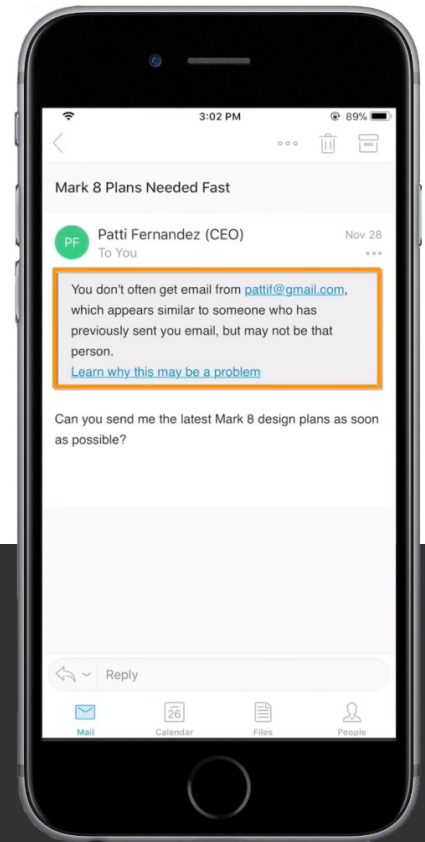 3:02 PM
89%
Mark 8 Plans Needed Fast
PF
Patti Fernandez (CEO)
Nov 28
To You
You don't often get email from pattif@gmail.com,
which appears similar to someone who has
previously sent you email, but may not be that
person.
Learn why this may be a problem
Can you send me the latest Mark 8 design plans as soon
as possible?
Reply
26
Mail Calendar Files People